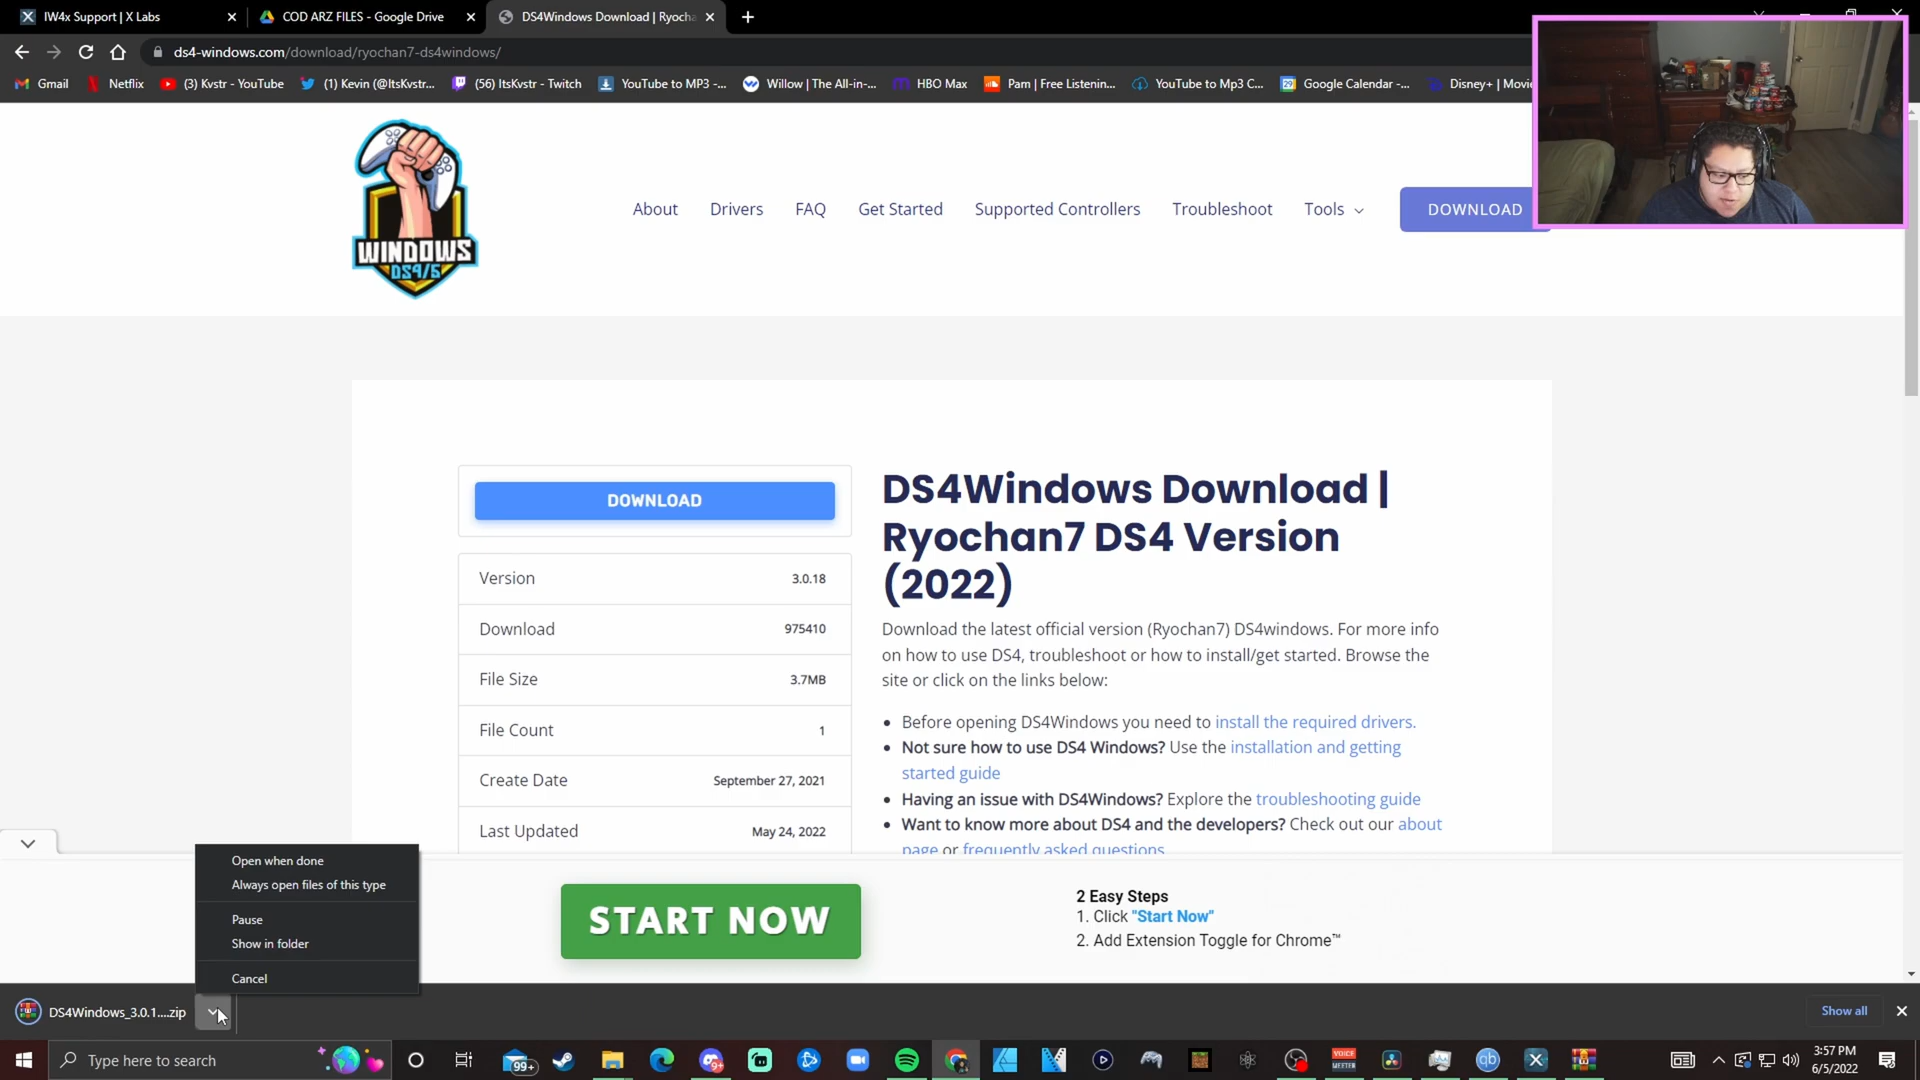 IW4x Support | X Labs
COD ARZ FILES - Google Drive
DS4Windows Download | Ryocha
ds4-windows.com/download/ryochan7-ds4windows/
Gmail
Netflix
(3) Kvstr - YouTube
(1) Kevin (@ItsKvstr...
(56) ItsKvstr - Twitch
YouTube to MP3 -...
Willow | The All-in-...
HBO Max
Pam | Free Listenin...
YouTube to Mp3 C...
Google Calendar -...
Disney+ | Movi
WINDOWS
DS4/5
About
Drivers
FAQ
Get Started
Supported Controllers
Troubleshoot
Tools
DOWNLOAD
DOWNLOAD
Version 3.0.18
Download 975410
File Size 3.7MB
File Count 1
Create Date September 27, 2021
Last Updated May 24, 2022
DS4Windows Download |
Ryochan7 DS4 Version
(2022)
Download the latest official version (Ryochan7) DS4windows. For more info
on how to use DS4, troubleshoot or how to install/get started. Browse the
site or click on the links below:
Before opening DS4Windows you need to install the required drivers.
Not sure how to use DS4 Windows? Use the installation and getting
started guide
Having an issue with DS4Windows? Explore the troubleshooting guide
Want to know more about DS4 and the developers? Check out our about
page or frequently asked questions.
Open when done
Always open files of this type
Pause
Show in folder
Cancel
START NOW
2 Easy Steps
1. Click "Start Now"
2. Add Extension Toggle for Chrome™
DS4Windows_3.0.1....zip
Show all
Type here to search
99+
9+
VOICE
MEETER
qb
3:57 PM
6/5/2022